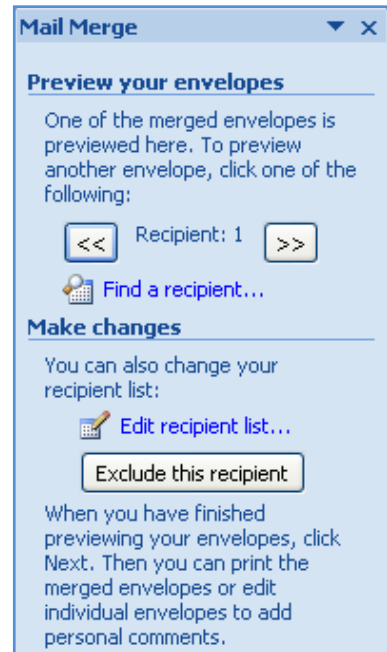 Mail Merge
Preview your envelopes
One of the merged envelopes is
previewed here. To preview
another envelope, click one of the
following:
<< Recipient: 1 >>
Find a recipient...
Make changes
You can also change your
recipient list:
Edit recipient list...
Exclude this recipient
When you have finished
previewing your envelopes, click
Next. Then you can print the
merged envelopes or edit
individual envelopes to add
personal comments.